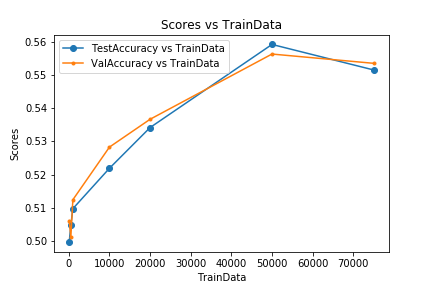 Scores vs TrainData
TestAccuracy vs TrainData
ValAccuracy vs TrainData
0.56
0.55
0.54
0.53
0.52
0.51
0.50
Scores
0 10000 20000 30000 40000 50000 60000 70000
TrainData